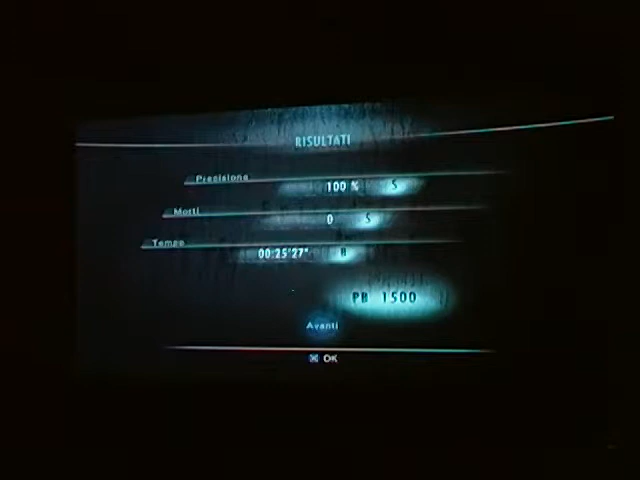 RISULTATI
Precisione
100 % S
Morti
0 S
Tempo
00:25'27" B
PB 1500
Avanti
OK